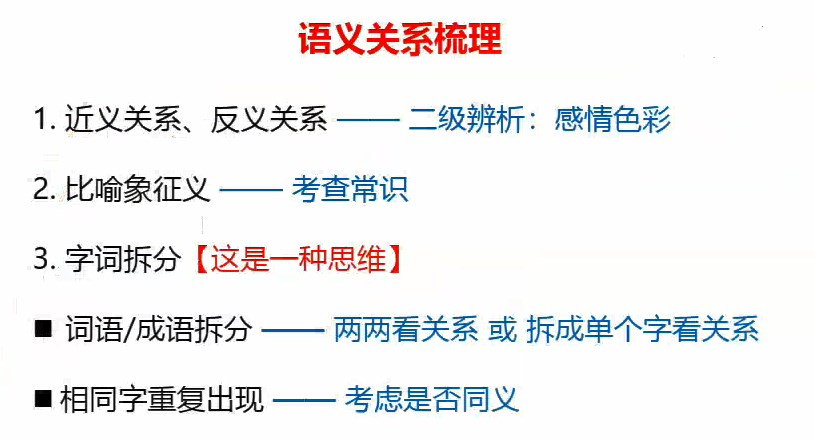 语义关系梳理
1. 近义关系、反义关系 —— 二级辨析：感情色彩
2. 比喻象征义 —— 考查常识
3. 字词拆分【这是一种思维】
■ 词语/成语拆分 —— 两两看关系 或 拆成单个字看关系
■ 相同字重复出现 —— 考虑是否同义